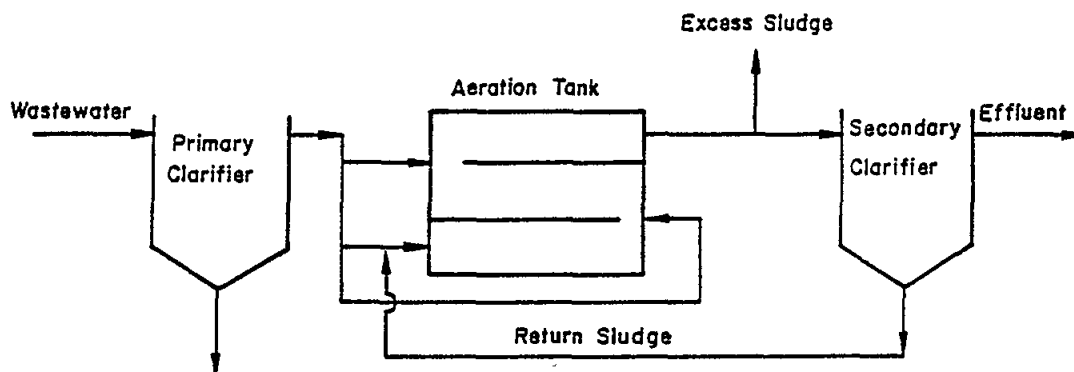 Excess Sludge
Aeration Tank
Wastewater
Primary
Clarifier
Secondary
Clarifier
Effluent
Return Sludge